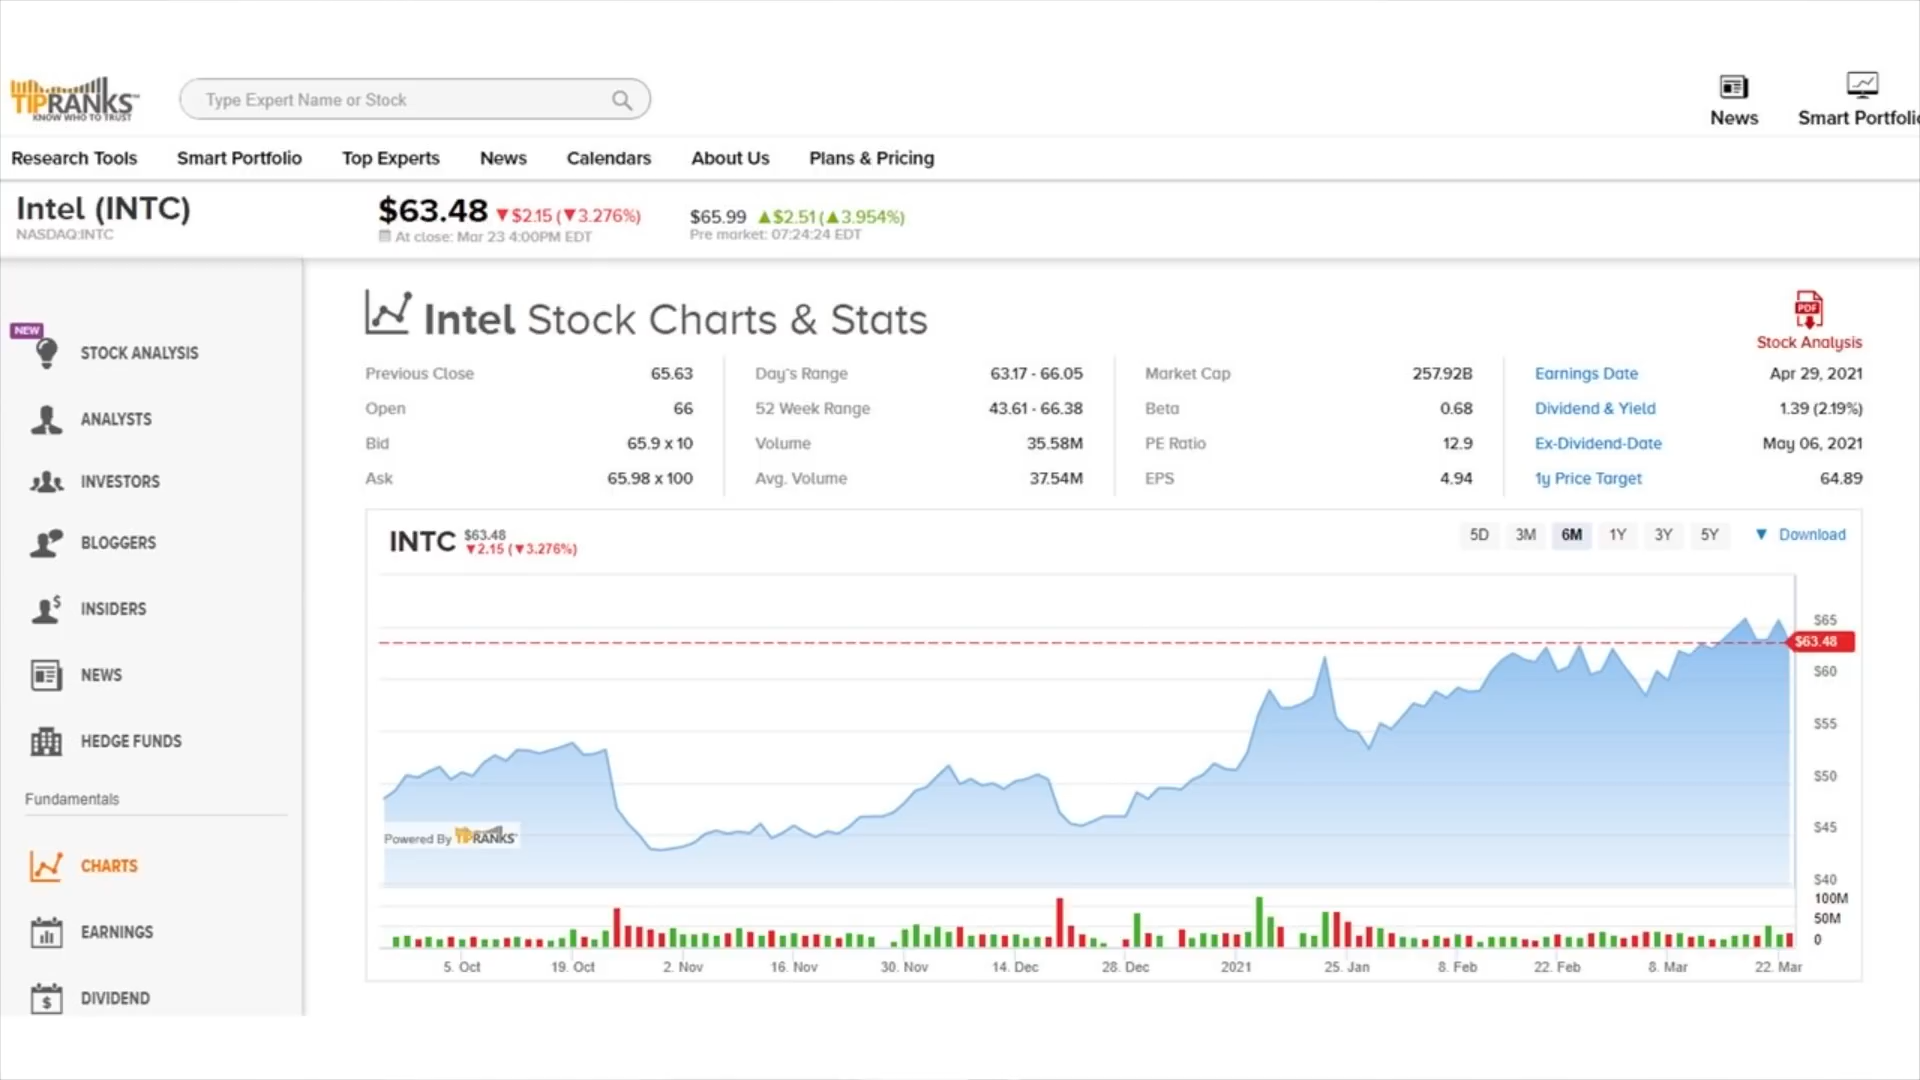 TIPRANKS™
KNOW WHO TO TRUST
Type Expert Name or Stock
News
Smart Portfolio
Research Tools Smart Portfolio Top Experts News Calendars About Us Plans & Pricing
Intel (INTC)
NASDAQ:INTC
$63.48 ▼$2.15 (▼3.276%)
At close: Mar 23 4:00PM EDT
$65.99 ▲$2.51 (▲3.954%)
Pre market: 07:24:24 EDT
NEW
STOCK ANALYSIS
ANALYSTS
INVESTORS
BLOGGERS
INSIDERS
NEWS
HEDGE FUNDS
Fundamentals
CHARTS
EARNINGS
DIVIDEND
Intel Stock Charts & Stats
PDF
Stock Analysis
Previous Close 65.63 Day's Range 63.17 - 66.05 Market Cap 257.92B Earnings Date Apr 29, 2021
Open 66 52 Week Range 43.61 - 66.38 Beta 0.68 Dividend & Yield 1.39 (2.19%)
Bid 65.9 x 10 Volume 35.58M PE Ratio 12.9 Ex-Dividend-Date May 06, 2021
Ask 65.98 x 100 Avg. Volume 37.54M EPS 4.94 1y Price Target 64.89
INTC $63.48
▼2.15 (▼3.276%)
5D 3M 6M 1Y 3Y 5Y ▼ Download
$65
$63.48
$60
$55
$50
$45
$40
Powered By TIPRANKS
100M
50M
0
5. Oct 19. Oct 2. Nov 16. Nov 30. Nov 14. Dec 28. Dec 2021 25. Jan 8. Feb 22. Feb 8. Mar 22. Mar